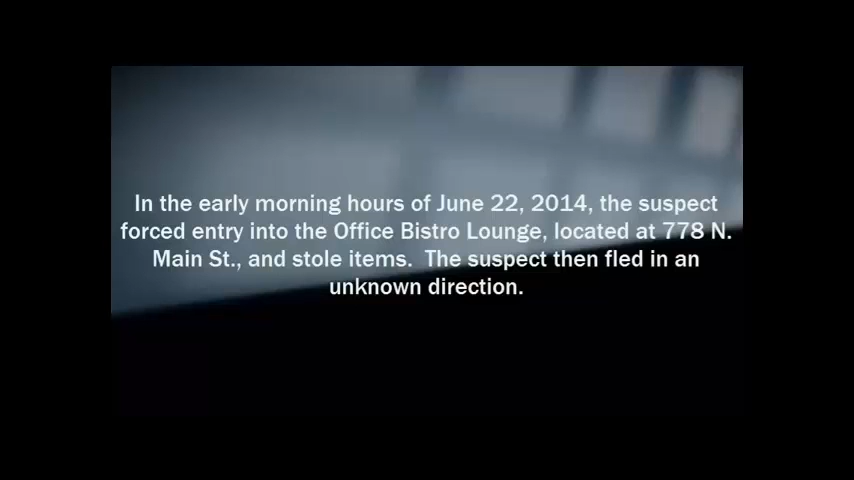 In the early morning hours of June 22, 2014, the suspect
forced entry into the Office Bistro Lounge, located at 778 N.
Main St., and stole items.  The suspect then fled in an
unknown direction.